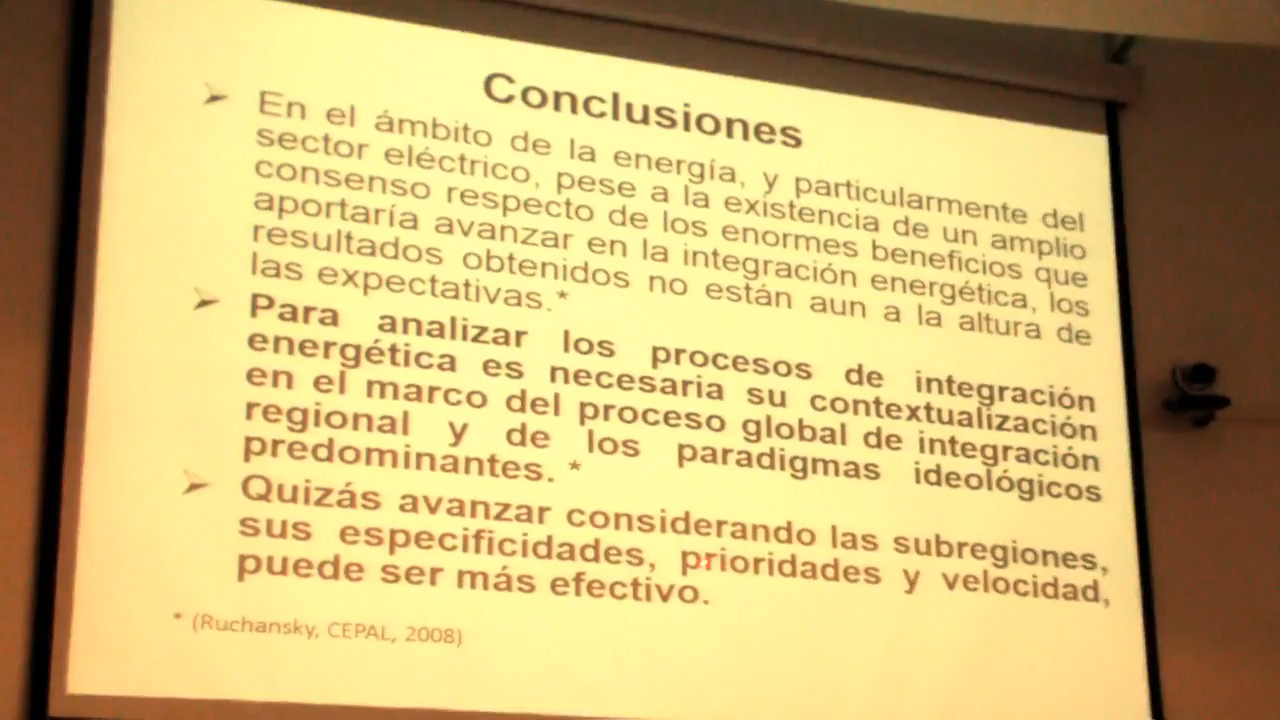 Conclusiones
➢ En el ámbito de la energía, y particularmente del
sector eléctrico, pese a la existencia de un amplio
consenso respecto de los enormes beneficios que
aportaría avanzar en la integración energética, los
resultados obtenidos no están aun a la altura de
las expectativas.*
➢ Para analizar los procesos de integración
energética es necesaria su contextualización
en el marco del proceso global de integración
regional y de los paradigmas ideológicos
predominantes. *
➢ Quizás avanzar considerando las subregiones,
sus especificidades, prioridades y velocidad,
puede ser más efectivo.
* (Ruchansky, CEPAL, 2008)